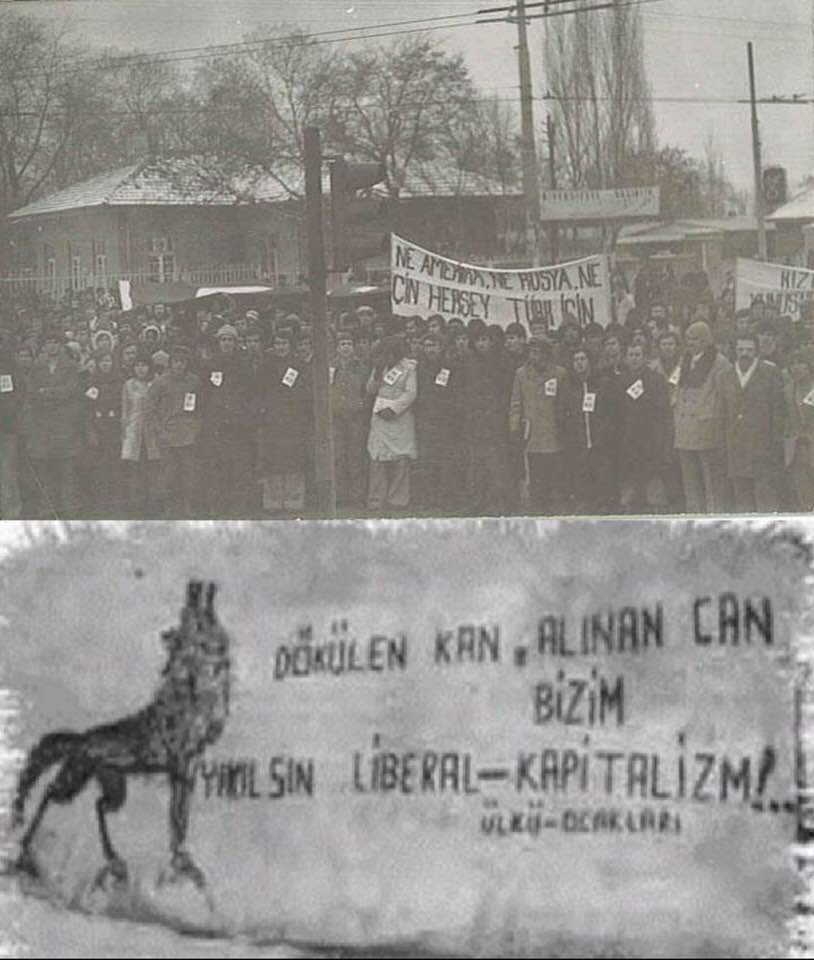 NE AMERİKA, NE RUSYA, NE
ÇİN HERŞEY TÜRK İÇİN
DÖKÜLEN KAN, ALINAN CAN
BİZİM
YIKILSIN LİBERAL-KAPİTALİZM!..
ÜLKÜ-OCAKLARI